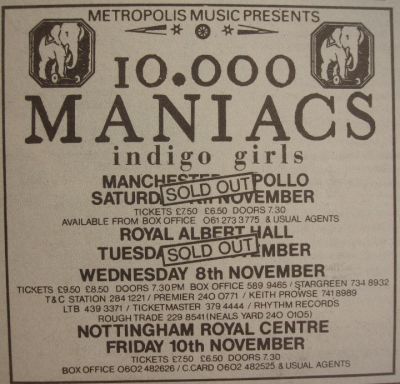 METROPOLIS MUSIC PRESENTS
10.000
MANIACS
indigo girls
MANCHESTER APOLLO
SOLD OUT
SATURDAY NOVEMBER
TICKETS £7.50 £6.50 DOORS 7.30
AVAILABLE FROM BOX OFFICE 061 273 3775 & USUAL AGENTS
ROYAL ALBERT HALL
SOLD OUT
TUESDAY NOVEMBER
WEDNESDAY 8th NOVEMBER
TICKETS £9.50 £8.50 DOORS 7.30PM BOX OFFICE 589 9465 / STARGREEN 734 8932
T&C STATION 284 1221 / PREMIER 240 0771 / KEITH PROWSE 741 8989
LTB 439 3371 / TICKETMASTER 379 4444 / RHYTHM RECORDS
ROUGH TRADE 229 8541 (NEALS YARD 240 0105)
NOTTINGHAM ROYAL CENTRE
FRIDAY 10th NOVEMBER
TICKETS £7.50 £6.50 DOORS 7.30
BOX OFFICE 0602 482626 / C.CARD 0602 482525 & USUAL AGENTS